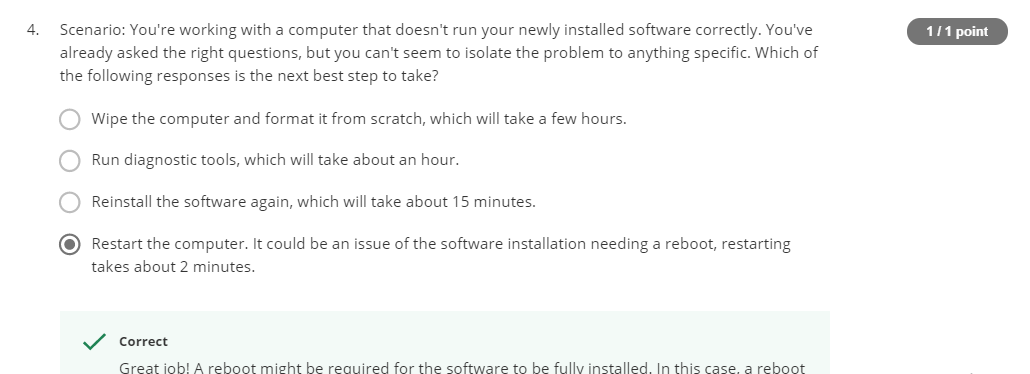 4. Scenario: You're working with a computer that doesn't run your newly installed software correctly. You've
1 / 1 point
already asked the right questions, but you can't seem to isolate the problem to anything specific. Which of
the following responses is the next best step to take?
Wipe the computer and format it from scratch, which will take a few hours.
Run diagnostic tools, which will take about an hour.
Reinstall the software again, which will take about 15 minutes.
Restart the computer. It could be an issue of the software installation needing a reboot, restarting
takes about 2 minutes.
Correct
Great job! A reboot might be required for the software to be fully installed. In this case, a reboot